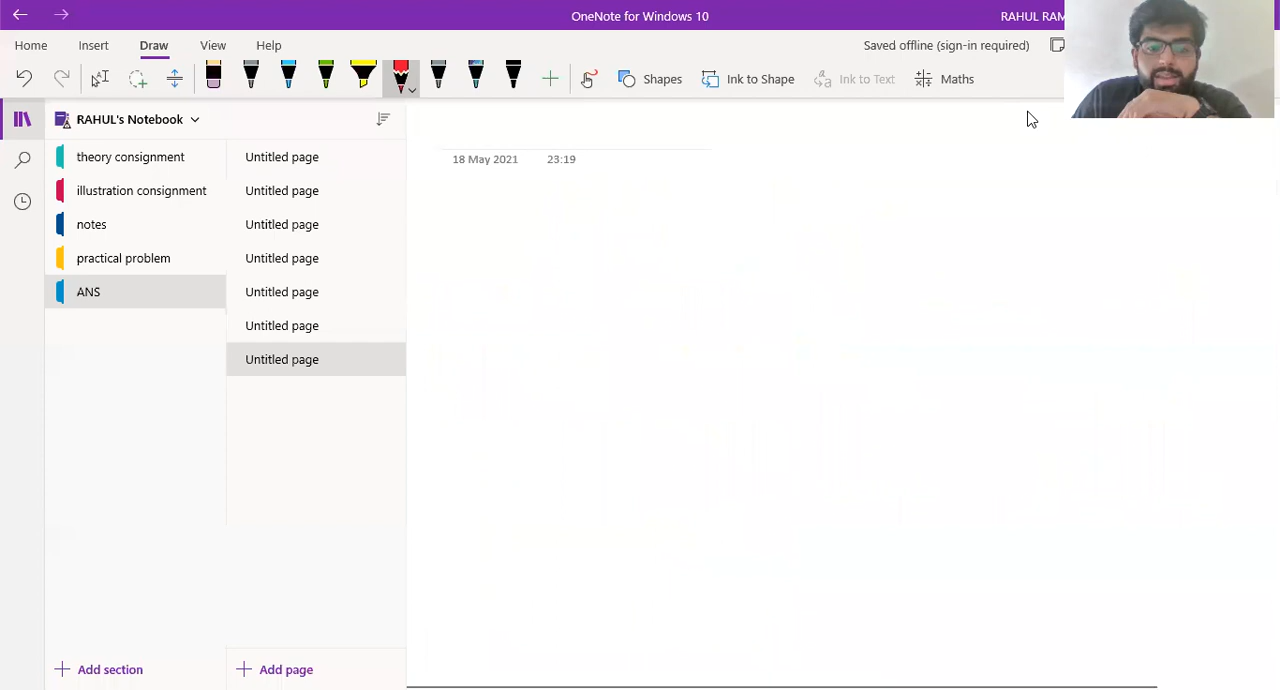 OneNote for Windows 10
RAHUL RAM
Home
Insert
Draw
View
Help
Saved offline (sign-in required)
Shapes
Ink to Shape
Ink to Text
Maths
RAHUL's Notebook
theory consignment
illustration consignment
notes
practical problem
ANS
Untitled page
Untitled page
Untitled page
Untitled page
Untitled page
Untitled page
Untitled page
18 May 2021
23:19
Add section
Add page